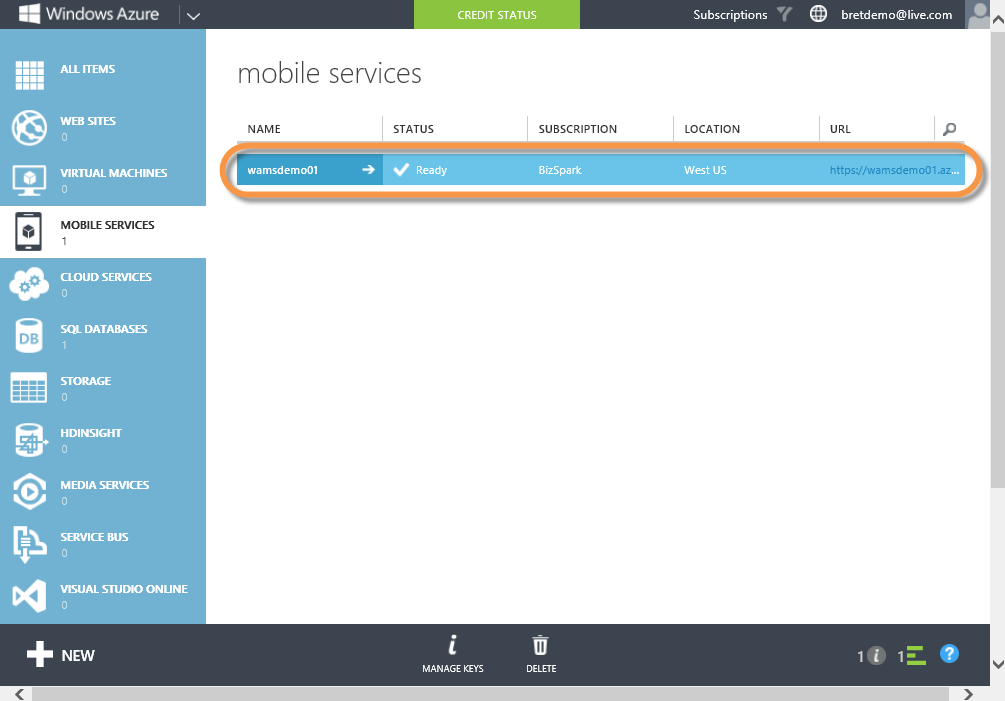 Windows Azure
CREDIT STATUS
Subscriptions
bretdemo@live.com
ALL ITEMS
WEB SITES
0
VIRTUAL MACHINES
0
MOBILE SERVICES
1
CLOUD SERVICES
0
DB
SQL DATABASES
1
STORAGE
0
HDINSIGHT
0
MEDIA SERVICES
0
SERVICE BUS
0
VISUAL STUDIO ONLINE
0
mobile services
NAME STATUS SUBSCRIPTION LOCATION URL
wamsdemo01 Ready BizSpark West US https://wamsdemo01.az...
NEW
MANAGE KEYS
DELETE
1 i 1 ?